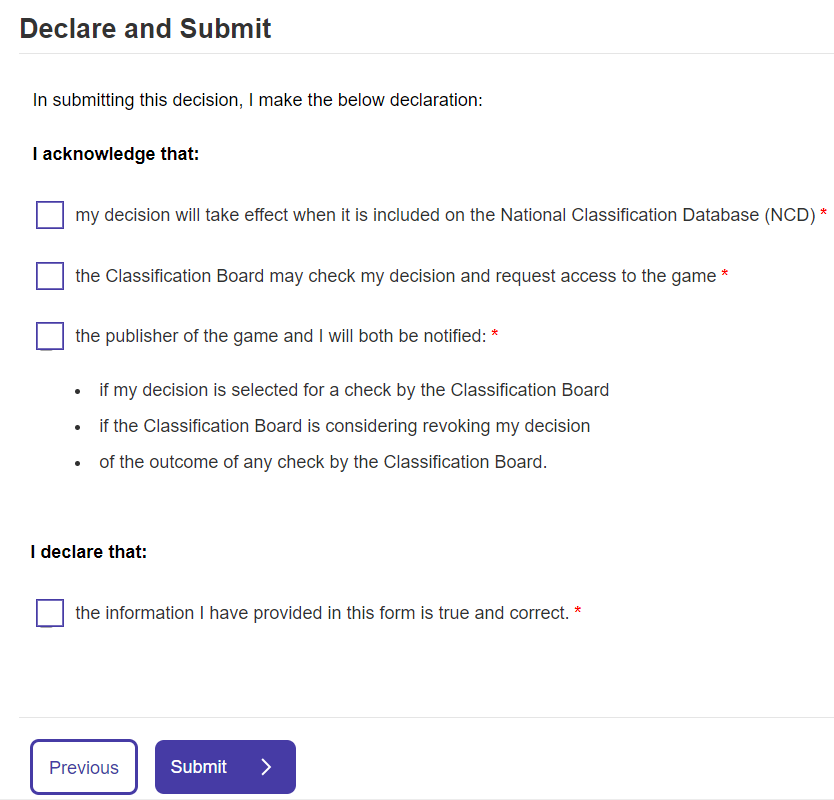 Declare and Submit
In submitting this decision, I make the below declaration:
I acknowledge that:
my decision will take effect when it is included on the National Classification Database (NCD) *
the Classification Board may check my decision and request access to the game *
the publisher of the game and I will both be notified: *
• if my decision is selected for a check by the Classification Board
• if the Classification Board is considering revoking my decision
• of the outcome of any check by the Classification Board.
I declare that:
the information I have provided in this form is true and correct. *
Previous
Submit